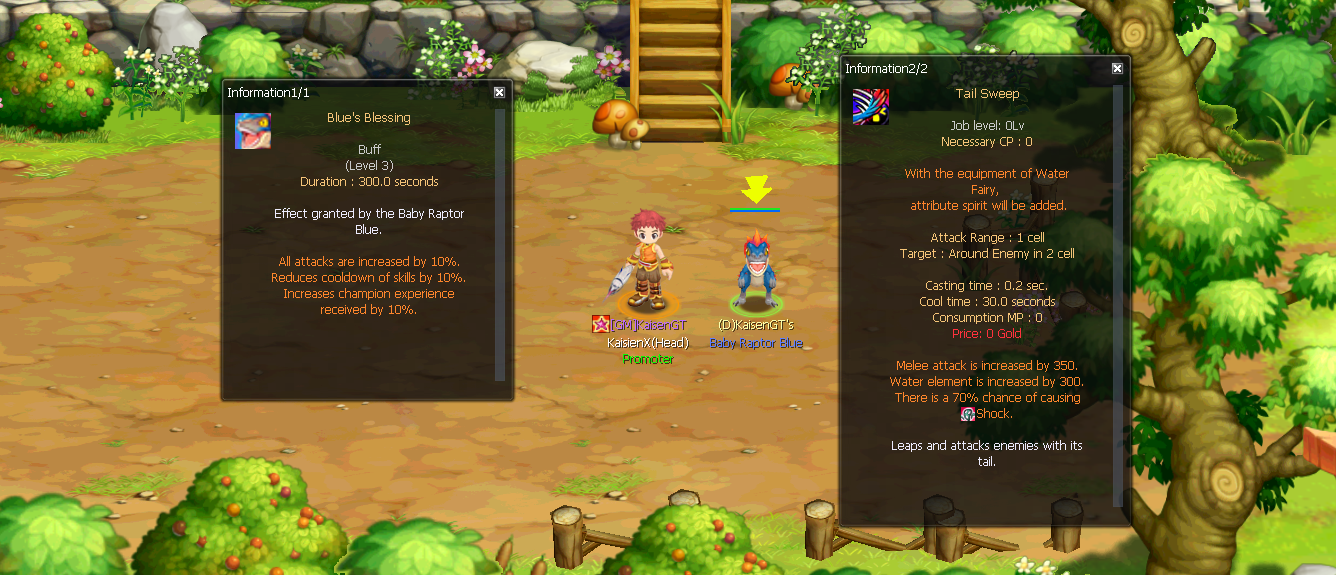 Information1/1
Blue's Blessing
Buff
(Level 3)
Duration : 300.0 seconds
Effect granted by the Baby Raptor
Blue.
All attacks are increased by 10%.
Reduces cooldown of skills by 10%.
Increases champion experience
received by 10%.
[GM]KaisenGT
KaisienX(Head)
Promoter
(D)KaisenGT's
Baby Raptor Blue
Information2/2
Tail Sweep
Job level: 0Lv
Necessary CP : 0
With the equipment of Water
Fairy,
attribute spirit will be added.
Attack Range : 1 cell
Target : Around Enemy in 2 cell
Casting time : 0.2 sec.
Cool time : 30.0 seconds
Consumption MP : 0
Price: 0 Gold
Melee attack is increased by 350.
Water element is increased by 300.
There is a 70% chance of causing
Shock.
Leaps and attacks enemies with its
tail.